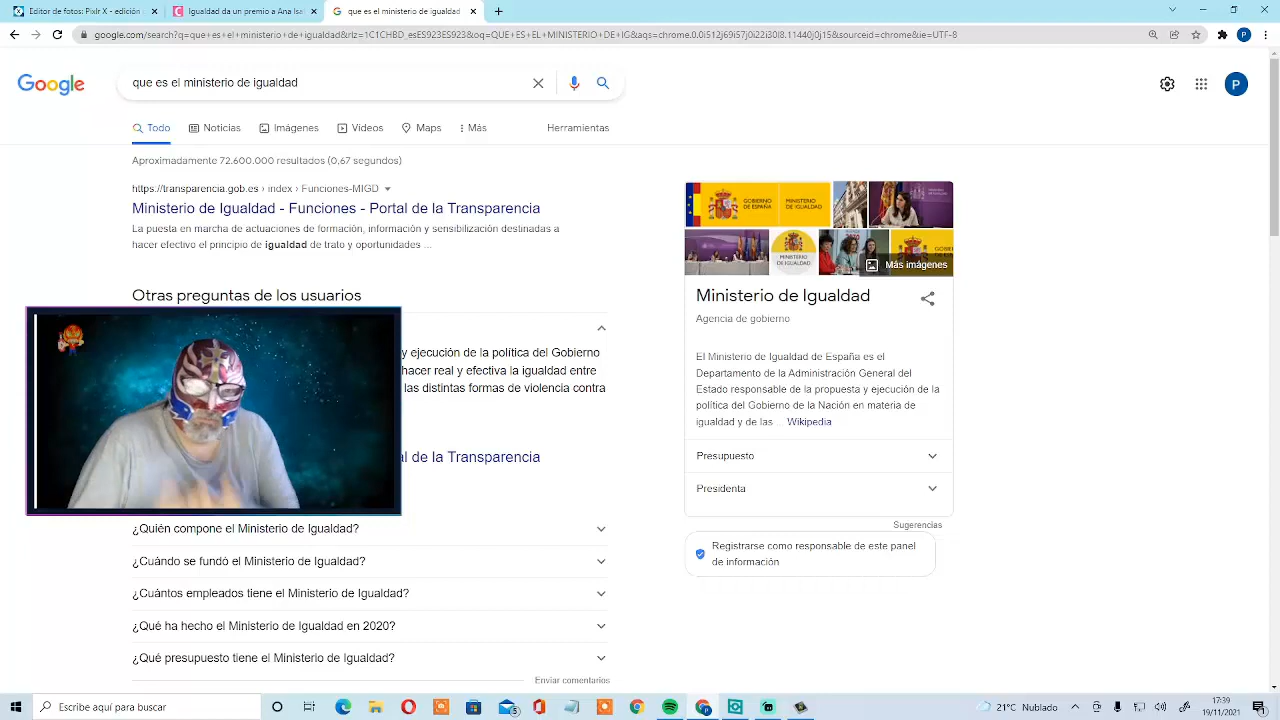 Editor de fotos: Pixlr X - edición
Igualdad da un premio a Ana Isa
que es el ministerio de igualdad
google.com/search?q=que+es+el+ministerio+de+igualdad&rlz=1C1CHBD_esES923ES923&oq=QUE+ES+EL+MINISTERIO+DE+IG&aqs=chrome.0.0i512j69i57j0i22i30l8.11440j0j15&sourceid=chrome&ie=UTF-8
P
Google
que es el ministerio de igualdad
P
Todo
Noticias
Imágenes
Vídeos
Maps
Más
Herramientas
Aproximadamente 72.600.000 resultados (0,67 segundos)
https://transparencia.gob.es › index › Funciones-MIGD
Ministerio de Igualdad - Funciones - Portal de la Transparencia
La puesta en marcha de actuaciones de formación, información y sensibilización destinadas a
hacer efectivo el principio de igualdad de trato y oportunidades ...
Otras preguntas de los usuarios
y ejecución de la política del Gobierno
hacer real y efectiva la igualdad entre
las distintas formas de violencia contra
al de la Transparencia
¿Quién compone el Ministerio de Igualdad?
¿Cuándo se fundó el Ministerio de Igualdad?
¿Cuántos empleados tiene el Ministerio de Igualdad?
¿Qué ha hecho el Ministerio de Igualdad en 2020?
¿Qué presupuesto tiene el Ministerio de Igualdad?
Enviar comentarios
GOBIERNO
DE ESPAÑA
MINISTERIO
DE IGUALDAD
MINISTERIO
DE IGUALDAD
Más imágenes
Ministerio de Igualdad
Agencia de gobierno
El Ministerio de Igualdad de España es el
Departamento de la Administración General del
Estado responsable de la propuesta y ejecución de la
política del Gobierno de la Nación en materia de
igualdad y de las ... Wikipedia
Presupuesto
Presidenta
Sugerencias
Registrarse como responsable de este panel
de información
Escribe aquí para buscar
21°C Nublado
17:39
19/11/2021